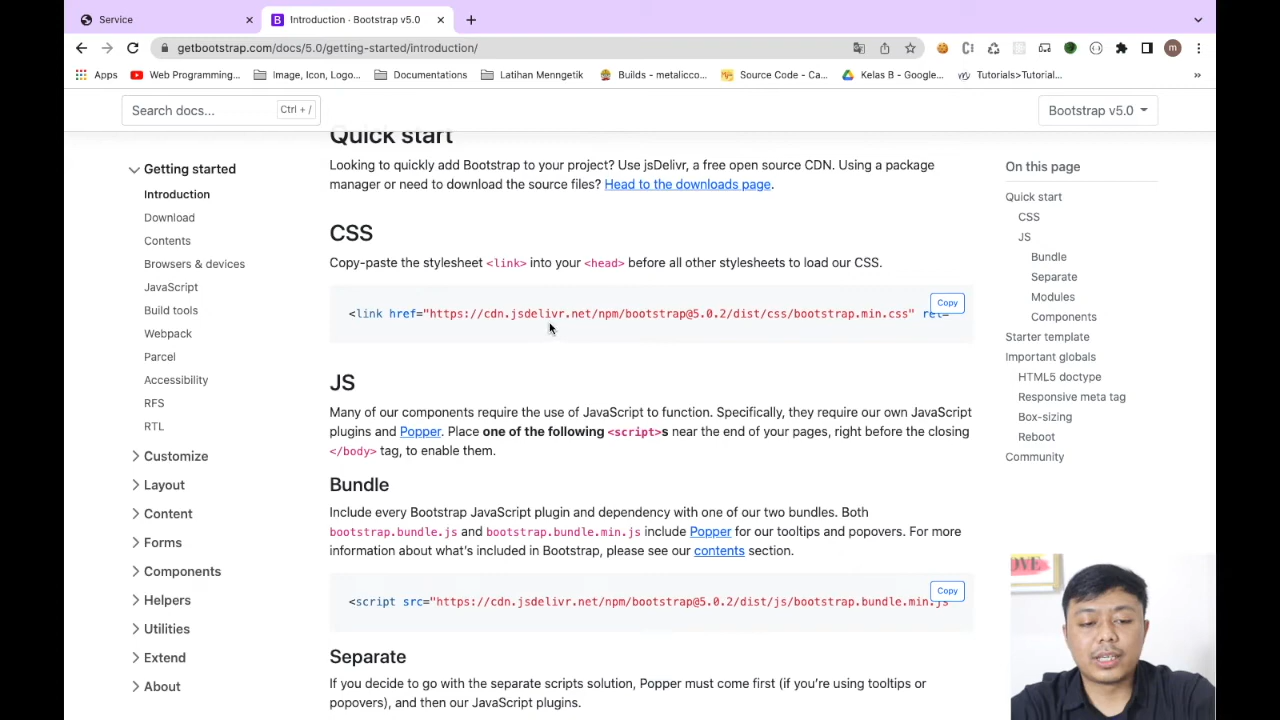 Service
Introduction · Bootstrap v5.0
getbootstrap.com/docs/5.0/getting-started/introduction/
Apps
Web Programming...
Image, Icon, Logo...
Documentations
Latihan Menngetik
Builds - metalicco...
Source Code - Ca...
Kelas B - Google...
Tutorials>Tutorial...
»
Search docs...
Ctrl + /
Bootstrap v5.0
Getting started
Introduction
Download
Contents
Browsers & devices
JavaScript
Build tools
Webpack
Parcel
Accessibility
RFS
RTL
Customize
Layout
Content
Forms
Components
Helpers
Utilities
Extend
About
Quick start
Looking to quickly add Bootstrap to your project? Use jsDelivr, a free open source CDN. Using a package
manager or need to download the source files? Head to the downloads page.
CSS
Copy-paste the stylesheet <link> into your <head> before all other stylesheets to load our CSS.
Copy
<link href="https://cdn.jsdelivr.net/npm/bootstrap@5.0.2/dist/css/bootstrap.min.css" rel=
JS
Many of our components require the use of JavaScript to function. Specifically, they require our own JavaScript
plugins and Popper. Place one of the following <script>s near the end of your pages, right before the closing
</body> tag, to enable them.
Bundle
Include every Bootstrap JavaScript plugin and dependency with one of our two bundles. Both
bootstrap.bundle.js and bootstrap.bundle.min.js include Popper for our tooltips and popovers. For more
information about what's included in Bootstrap, please see our contents section.
Copy
<script src="https://cdn.jsdelivr.net/npm/bootstrap@5.0.2/dist/js/bootstrap.bundle.min.js
Separate
If you decide to go with the separate scripts solution, Popper must come first (if you're using tooltips or
popovers), and then our JavaScript plugins.
On this page
Quick start
CSS
JS
Bundle
Separate
Modules
Components
Starter template
Important globals
HTML5 doctype
Responsive meta tag
Box-sizing
Reboot
Community